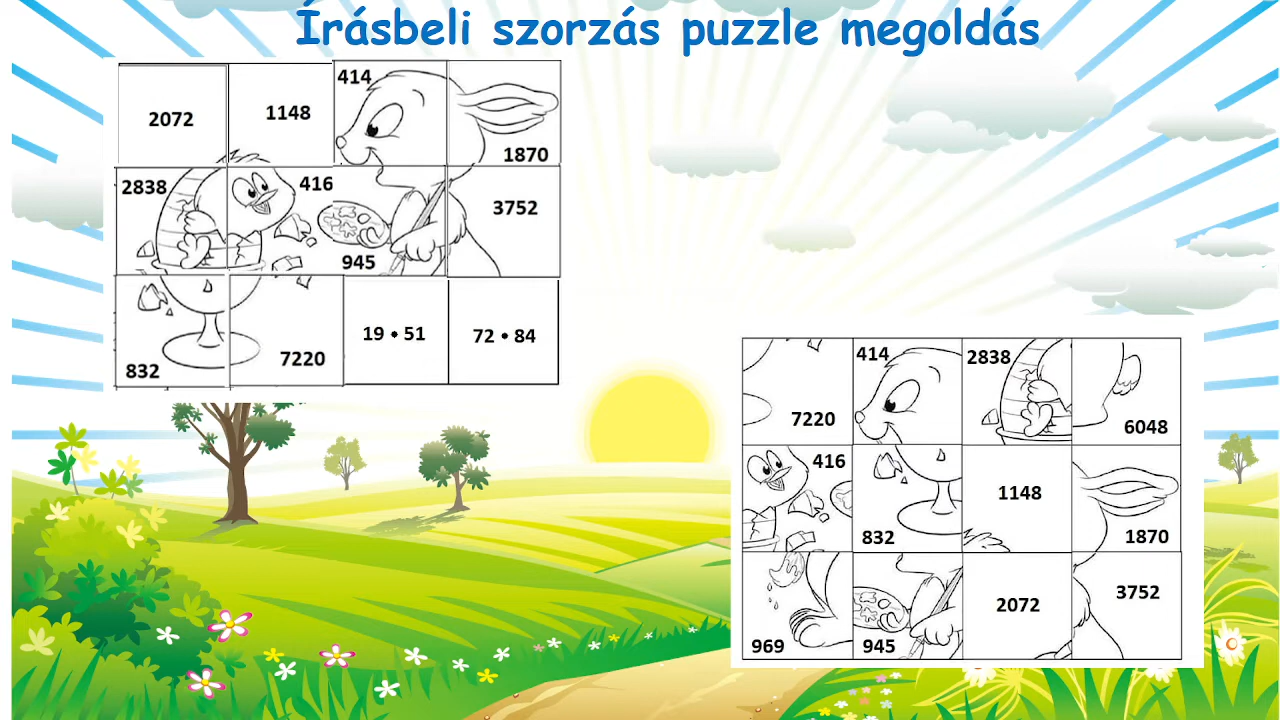 Írásbeli szorzás puzzle megoldás
2072 1148 414 1870
2838 416 945 3752
832 7220 19 • 51 72 • 84
7220 414 2838 6048
416 832 1148 1870
969 945 2072 3752